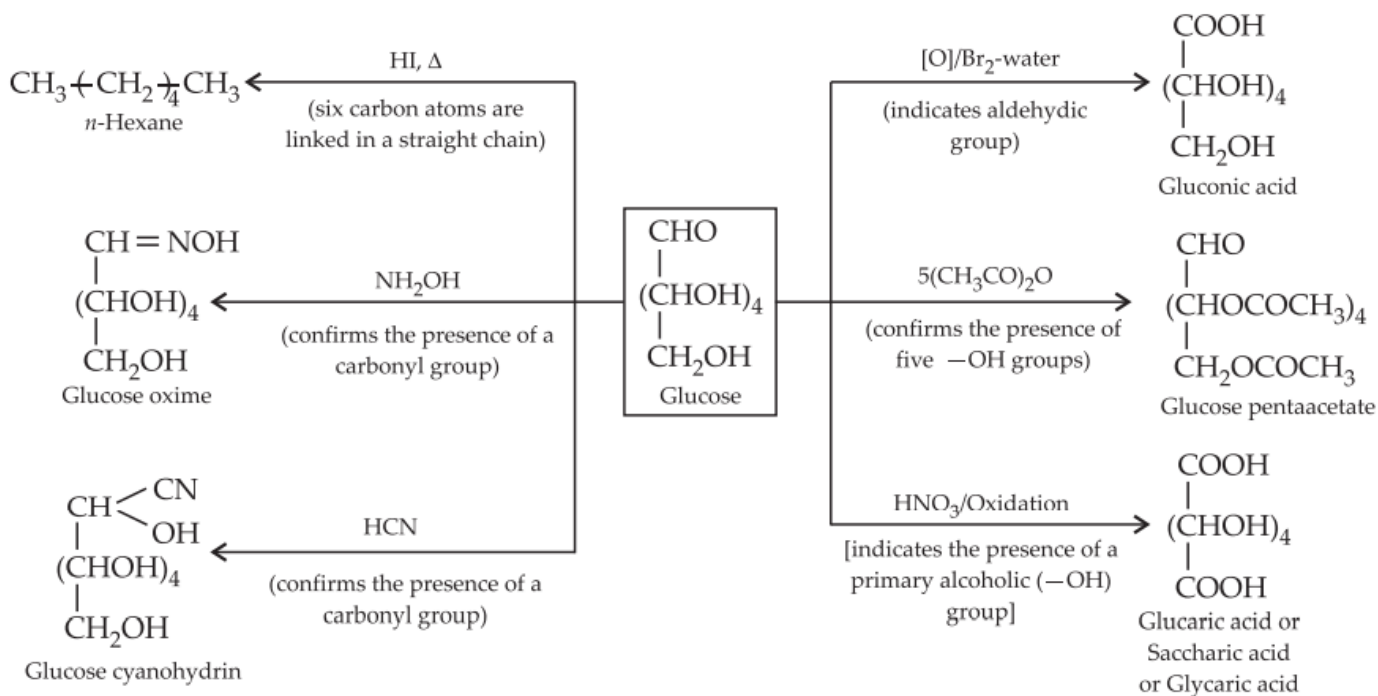 CH₃-(CH₂)₄-CH₃
n-Hexane
HI, Δ
(six carbon atoms are
linked in a straight chain)
CH=NOH
(CHOH)₄
CH₂OH
Glucose oxime
NH₂OH
(confirms the presence of a
carbonyl group)
CH
CN
OH
(CHOH)₄
CH₂OH
Glucose cyanohydrin
HCN
(confirms the presence of a
carbonyl group)
CHO
(CHOH)₄
CH₂OH
Glucose
[O]/Br₂-water
(indicates aldehydic
group)
COOH
(CHOH)₄
CH₂OH
Gluconic acid
5(CH₃CO)₂O
(confirms the presence of
five —OH groups)
CHO
(CHOCOCH₃)₄
CH₂OCOCH₃
Glucose pentaacetate
HNO₃/Oxidation
[indicates the presence of a
primary alcoholic (—OH)
group]
COOH
(CHOH)₄
COOH
Glucaric acid or
Saccharic acid
or Glycaric acid